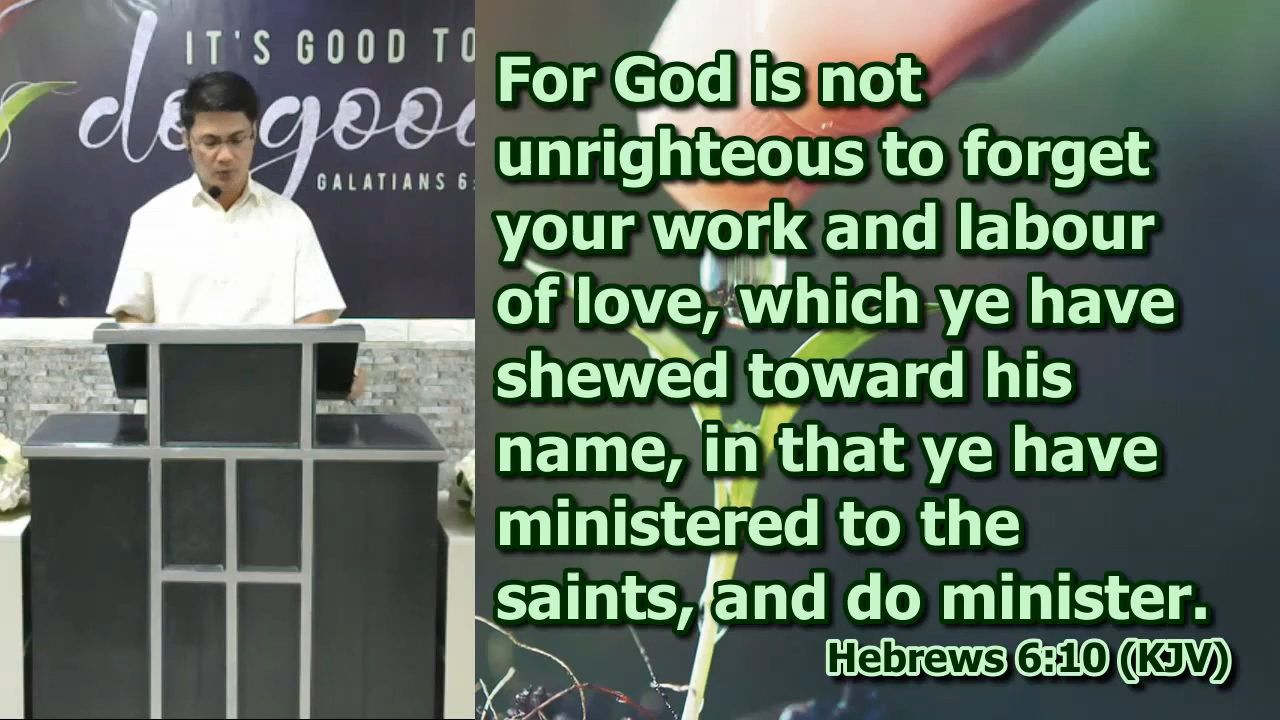 IT'S GOOD TO
do good
GALATIANS 6:
For God is not
unrighteous to forget
your work and labour
of love, which ye have
shewed toward his
name, in that ye have
ministered to the
saints, and do minister.
Hebrews 6:10 (KJV)